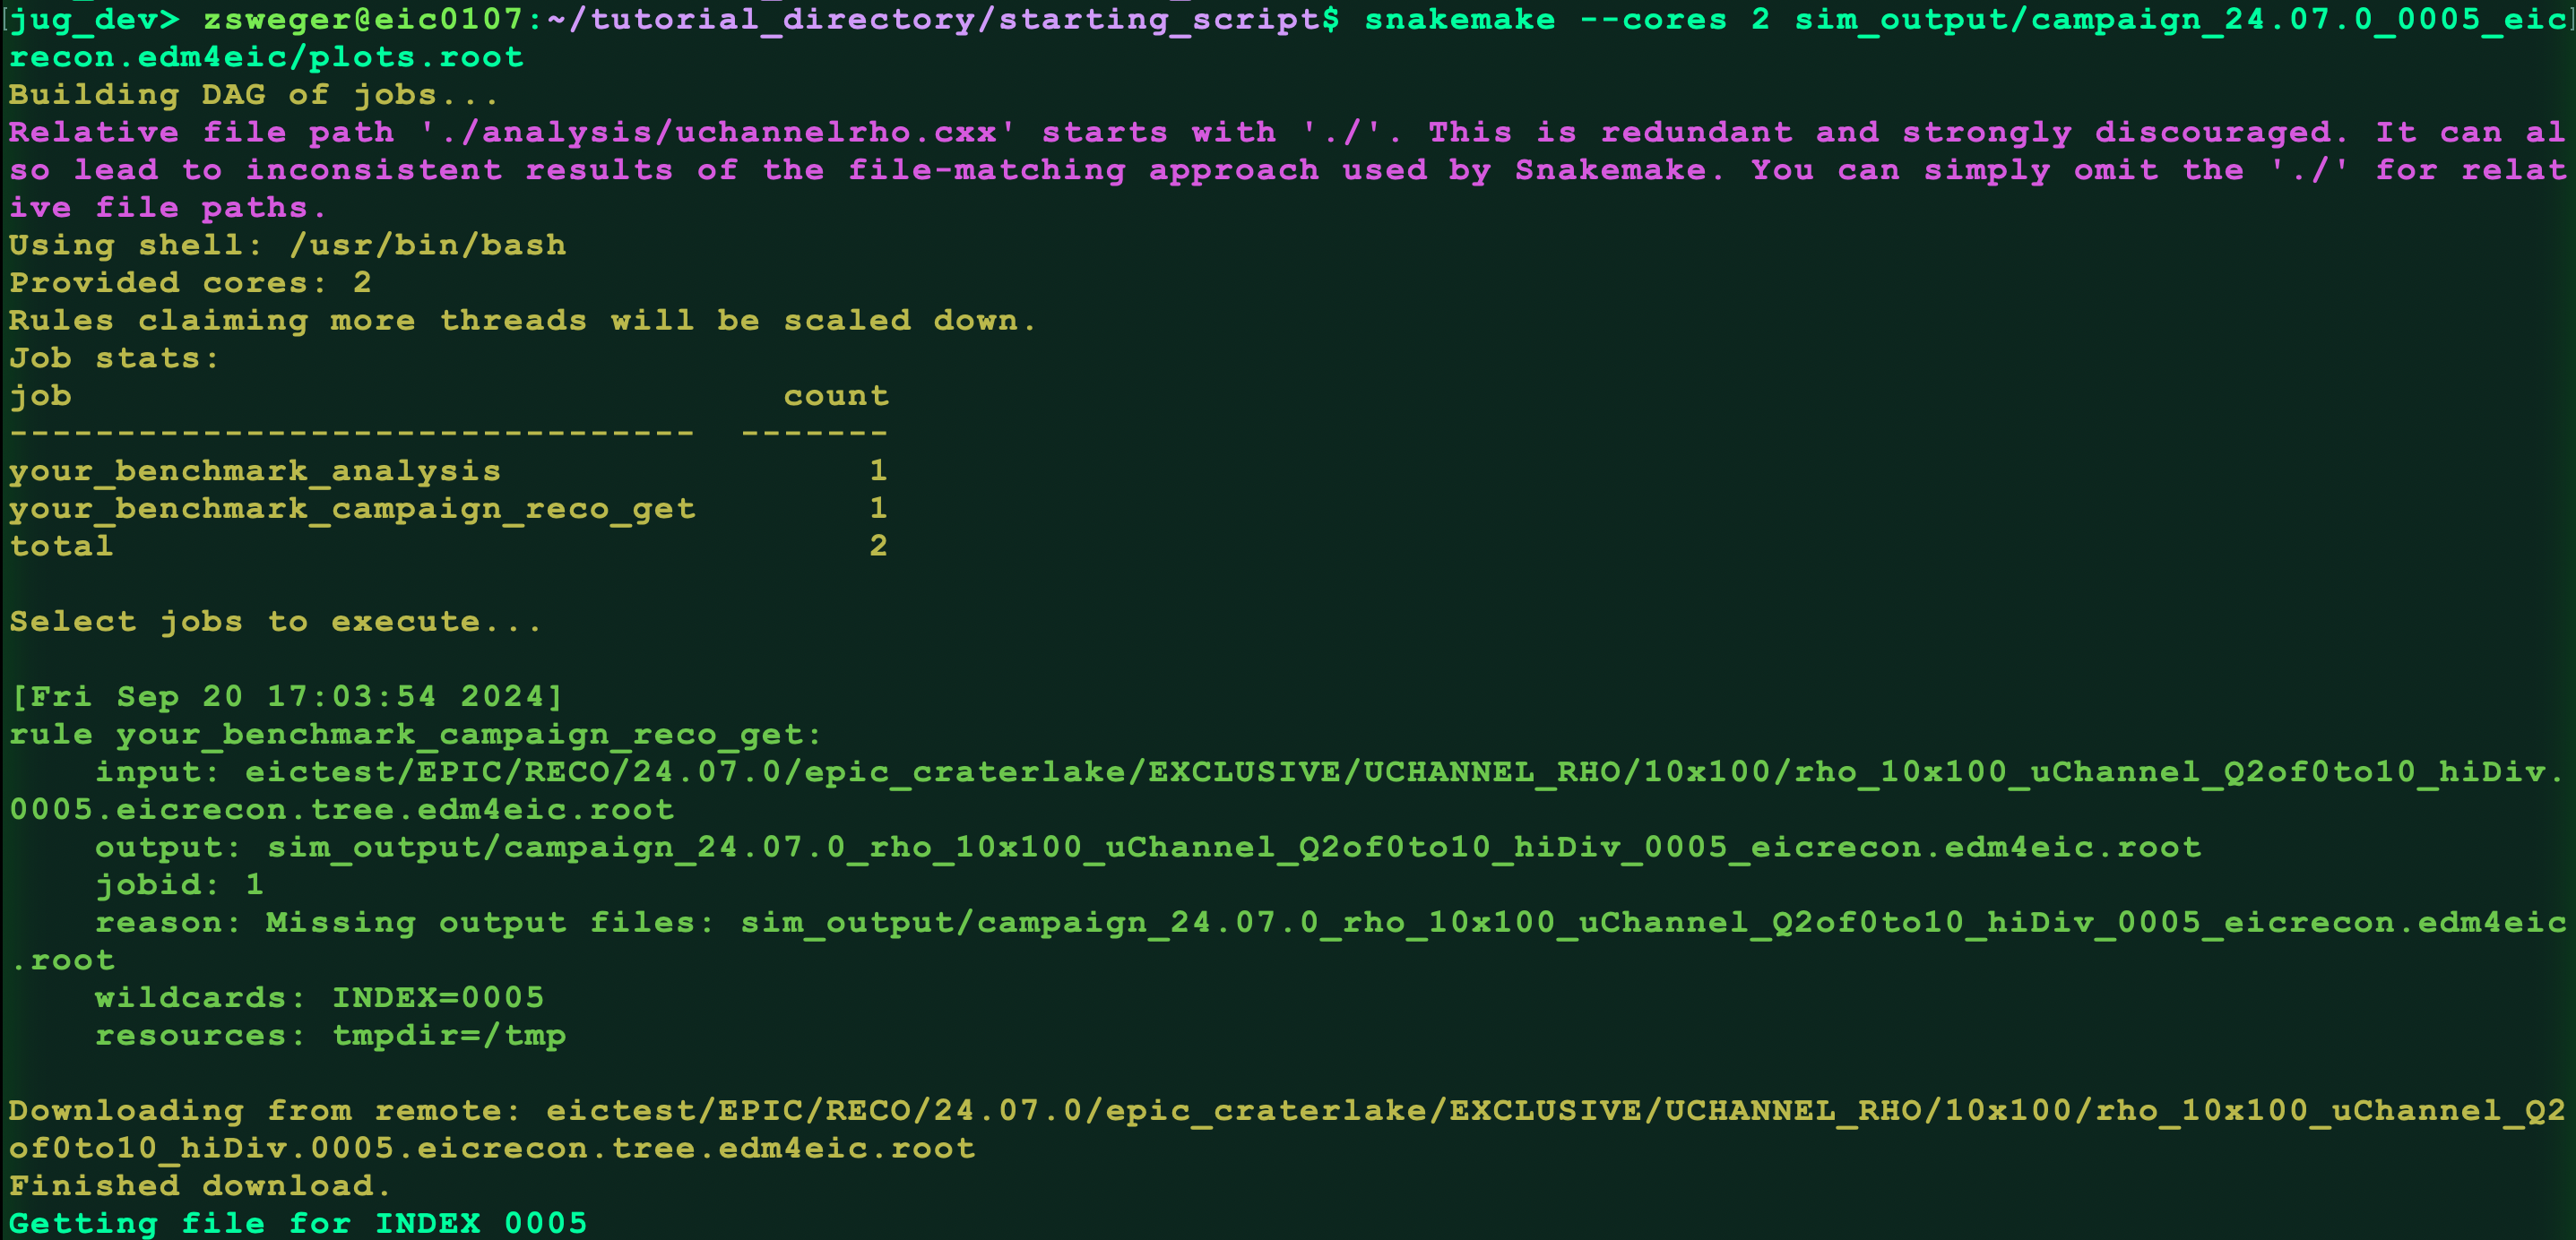 jug_dev> zsweger@eic0107:~/tutorial_directory/starting_script$ snakemake --cores 2 sim_output/campaign_24.07.0_0005_eic
recon.edm4eic/plots.root
Building DAG of jobs...
Relative file path './analysis/uchannelrho.cxx' starts with './'. This is redundant and strongly discouraged. It can al
so lead to inconsistent results of the file-matching approach used by Snakemake. You can simply omit the './' for relat
ive file paths.
Using shell: /usr/bin/bash
Provided cores: 2
Rules claiming more threads will be scaled down.
Job stats:
job                                 count
--------------------------------  -------
your_benchmark_analysis                 1
your_benchmark_campaign_reco_get        1
total                                   2
Select jobs to execute...
[Fri Sep 20 17:03:54 2024]
rule your_benchmark_campaign_reco_get:
    input: eictest/EPIC/RECO/24.07.0/epic_craterlake/EXCLUSIVE/UCHANNEL_RHO/10x100/rho_10x100_uChannel_Q2of0to10_hiDiv.
0005.eicrecon.tree.edm4eic.root
    output: sim_output/campaign_24.07.0_rho_10x100_uChannel_Q2of0to10_hiDiv_0005_eicrecon.edm4eic.root
    jobid: 1
    reason: Missing output files: sim_output/campaign_24.07.0_rho_10x100_uChannel_Q2of0to10_hiDiv_0005_eicrecon.edm4eic
.root
    wildcards: INDEX=0005
    resources: tmpdir=/tmp
Downloading from remote: eictest/EPIC/RECO/24.07.0/epic_craterlake/EXCLUSIVE/UCHANNEL_RHO/10x100/rho_10x100_uChannel_Q2
of0to10_hiDiv.0005.eicrecon.tree.edm4eic.root
Finished download.
Getting file for INDEX 0005